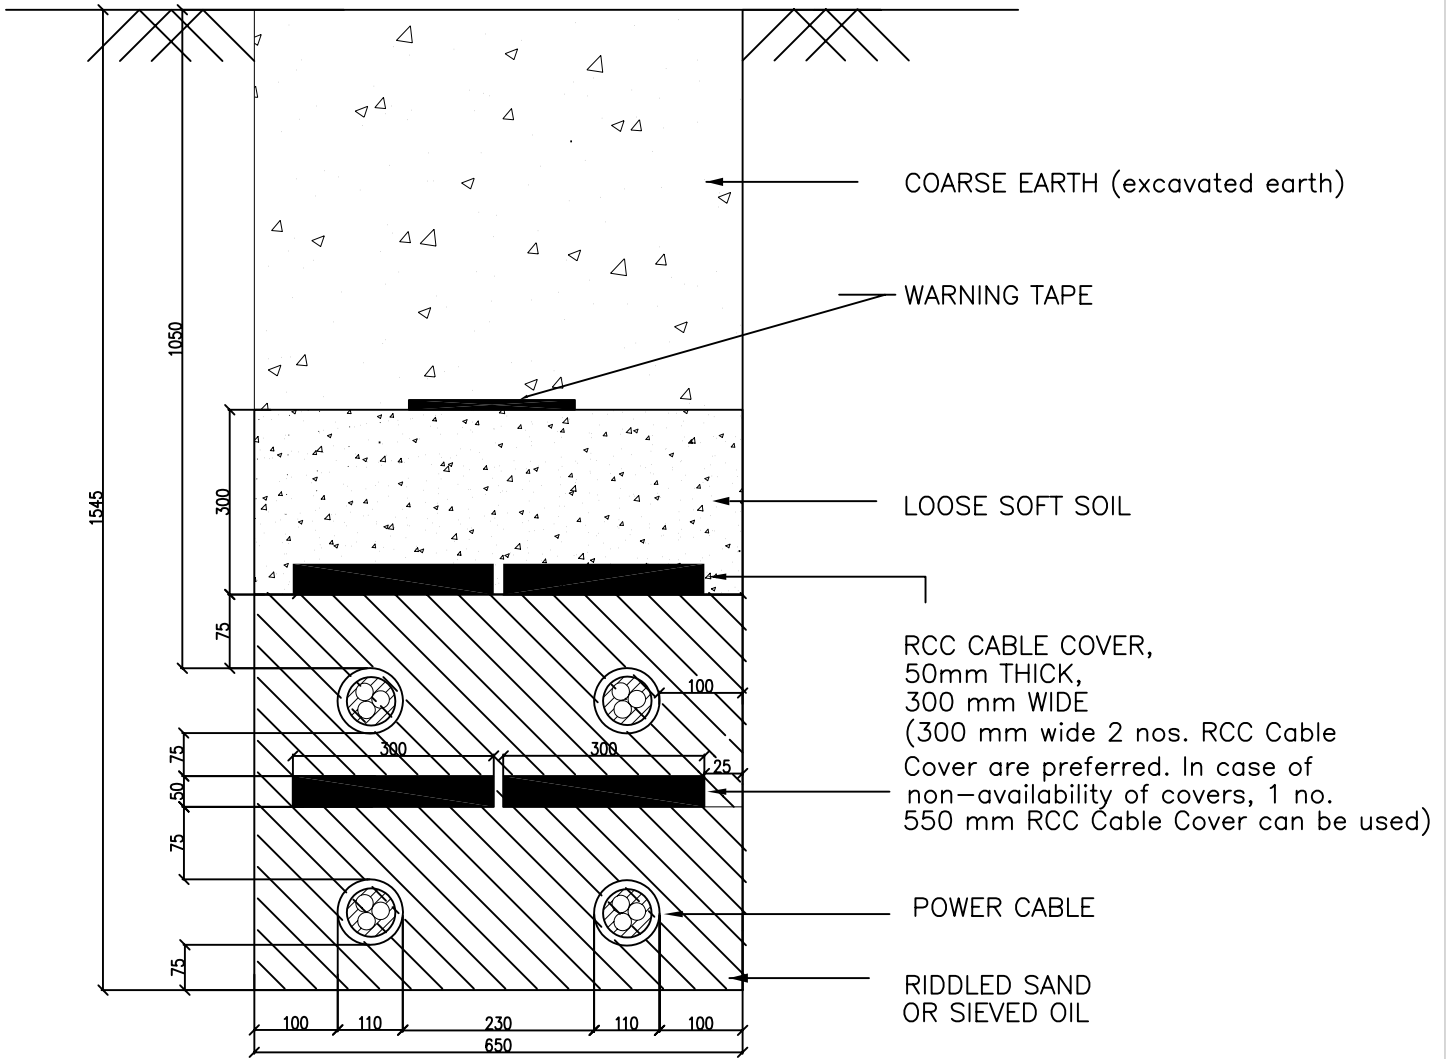 COARSE EARTH (excavated earth)
WARNING TAPE
1050
1545
300
LOOSE SOFT SOIL
75
RCC CABLE COVER,
50mm THICK,
300 mm WIDE
(300 mm wide 2 nos. RCC Cable
Cover are preferred. In case of
non-availability of covers, 1 no.
550 mm RCC Cable Cover can be used)
100
75
300
300
25
50
75
POWER CABLE
75
RIDDLED SAND
OR SIEVED OIL
100
110
230
110
100
650